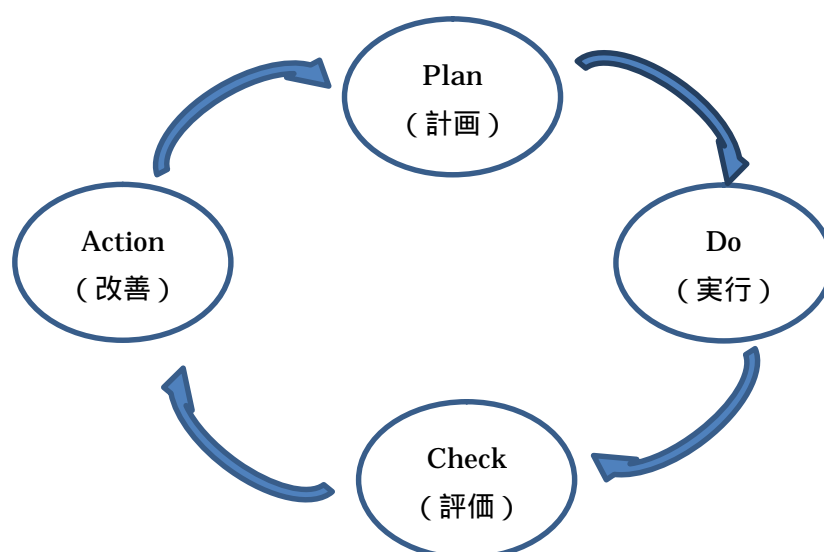 Plan
（計画）
Do
（実行）
Check
（評価）
Action
（改善）